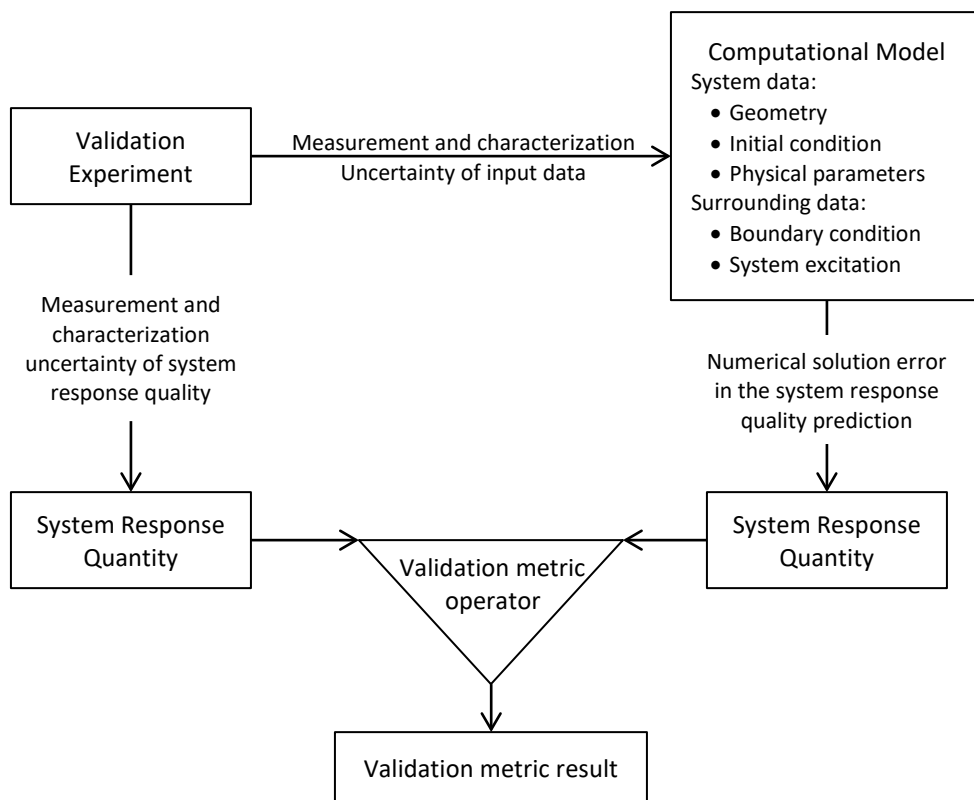 Computational Model
System data:
• Geometry
• Initial condition
• Physical parameters
Surrounding data:
• Boundary condition
• System excitation
Validation
Experiment
Measurement and characterization
Uncertainty of input data
Measurement and
characterization
uncertainty of system
response quality
Numerical solution error
in the system response
quality prediction
System Response
Quantity
System Response
Quantity
Validation metric
operator
Validation metric result